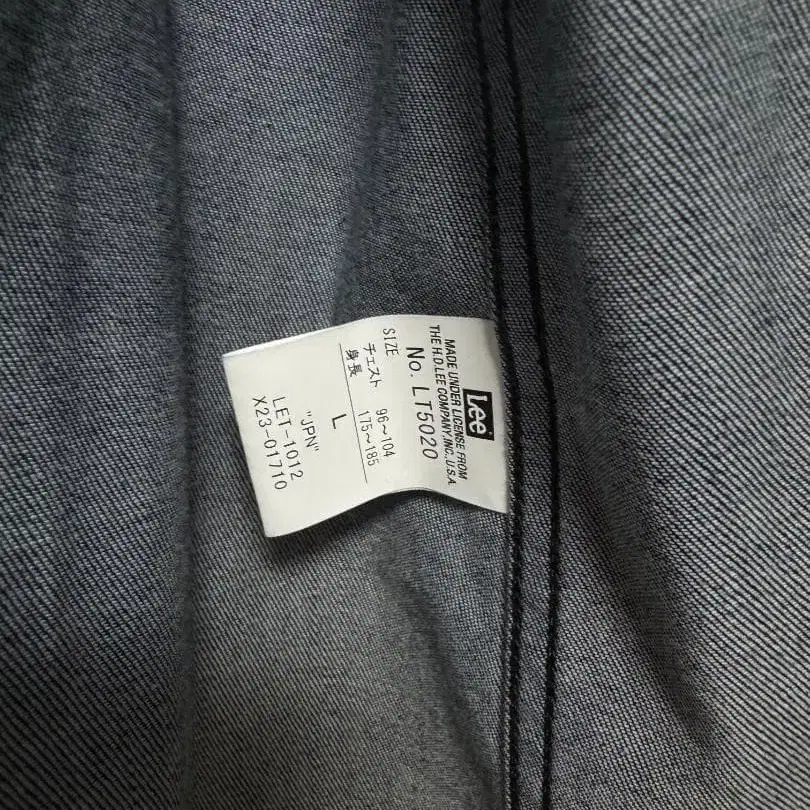 Lee
MADE UNDER LICENSE FROM
THE H.D.LEE COMPANY,INC.,U.S.A.
No. LT5020
SIZE
チェスト 96~104
身長 175~185
L
"JPN"
LET-1012
X23-01710